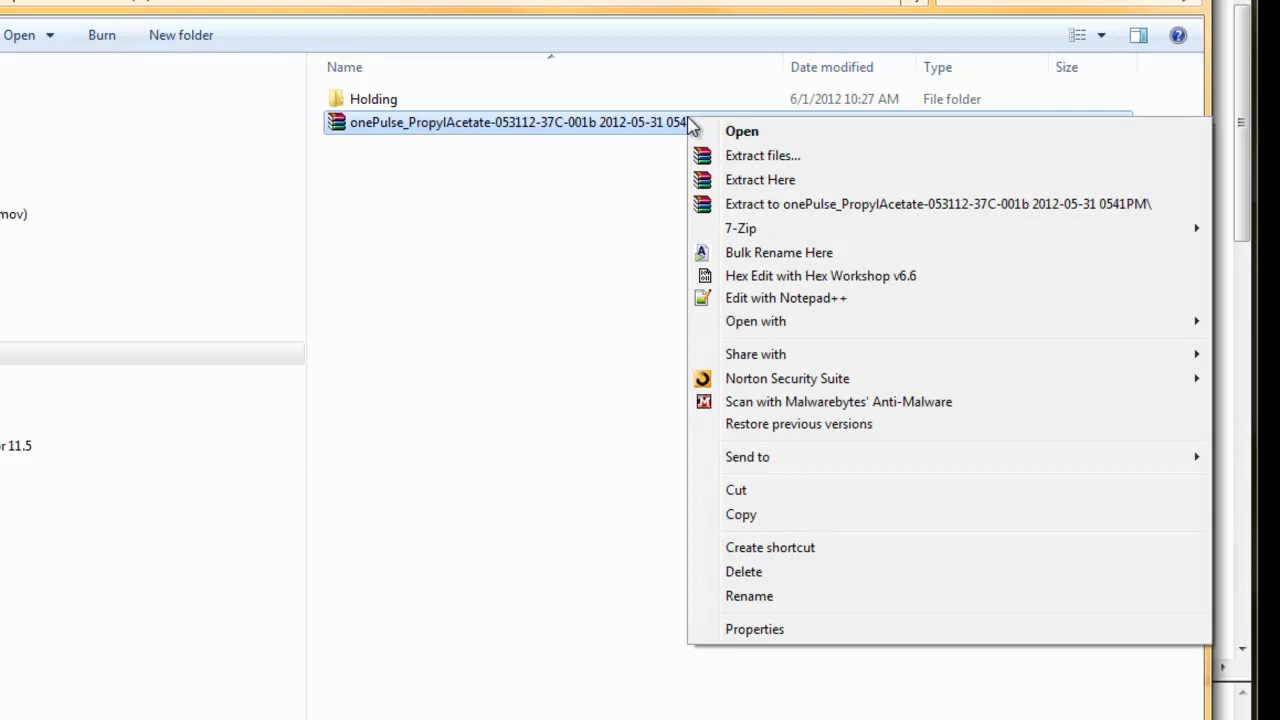 Open Burn New folder
Name Date modified Type Size
Holding 6/1/2012 10:27 AM File folder
onePulse_PropylAcetate-053112-37C-001b 2012-05-31 054
mov)
r 11.5
Open
Extract files...
Extract Here
Extract to onePulse_PropylAcetate-053112-37C-001b 2012-05-31 0541PM\
7-Zip
Bulk Rename Here
Hex Edit with Hex Workshop v6.6
Edit with Notepad++
Open with
Share with
Norton Security Suite
Scan with Malwarebytes' Anti-Malware
Restore previous versions
Send to
Cut
Copy
Create shortcut
Delete
Rename
Properties